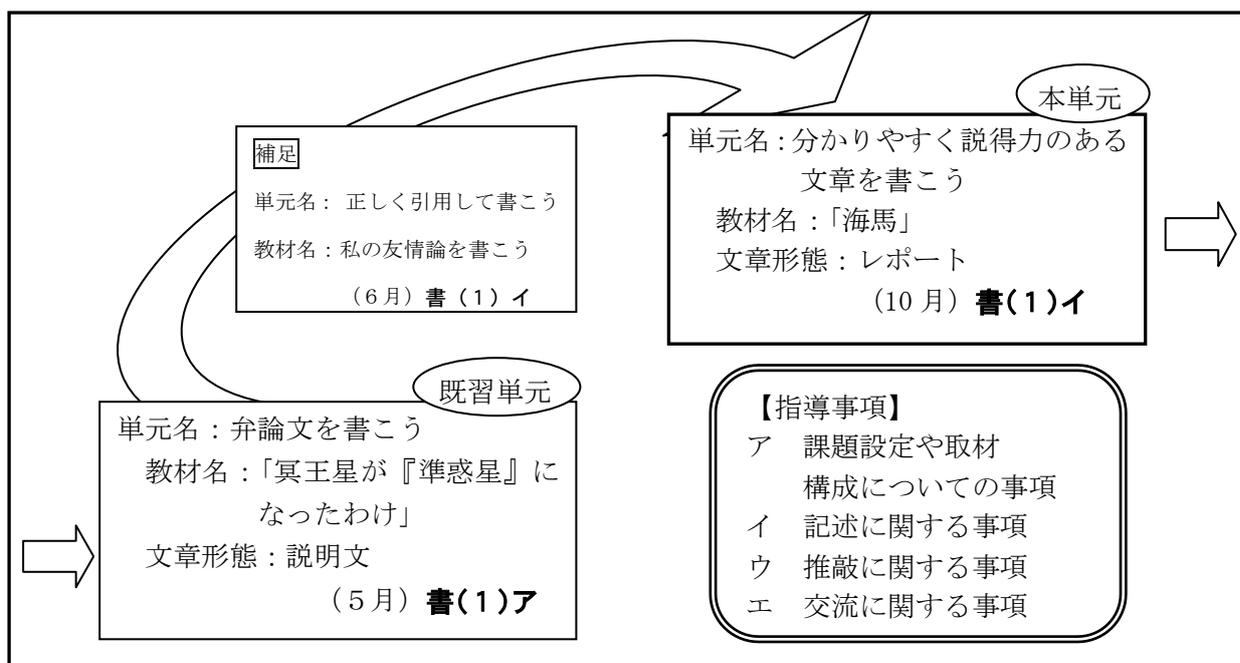 本単元
単元名：分かりやすく説得力のある
文章を書こう
教材名：「海馬」
文章形態：レポート
（10月）書（１）イ
補足
単元名： 正しく引用して書こう
教材名：私の友情論を書こう
（６月）書（１）イ
既習単元
単元名：弁論文を書こう
教材名：「冥王星が『準惑星』に
なったわけ」
文章形態：説明文
（５月）書（１）ア
【指導事項】
ア　課題設定や取材
構成についての事項
イ　記述に関する事項
ウ　推敲に関する事項
エ　交流に関する事項